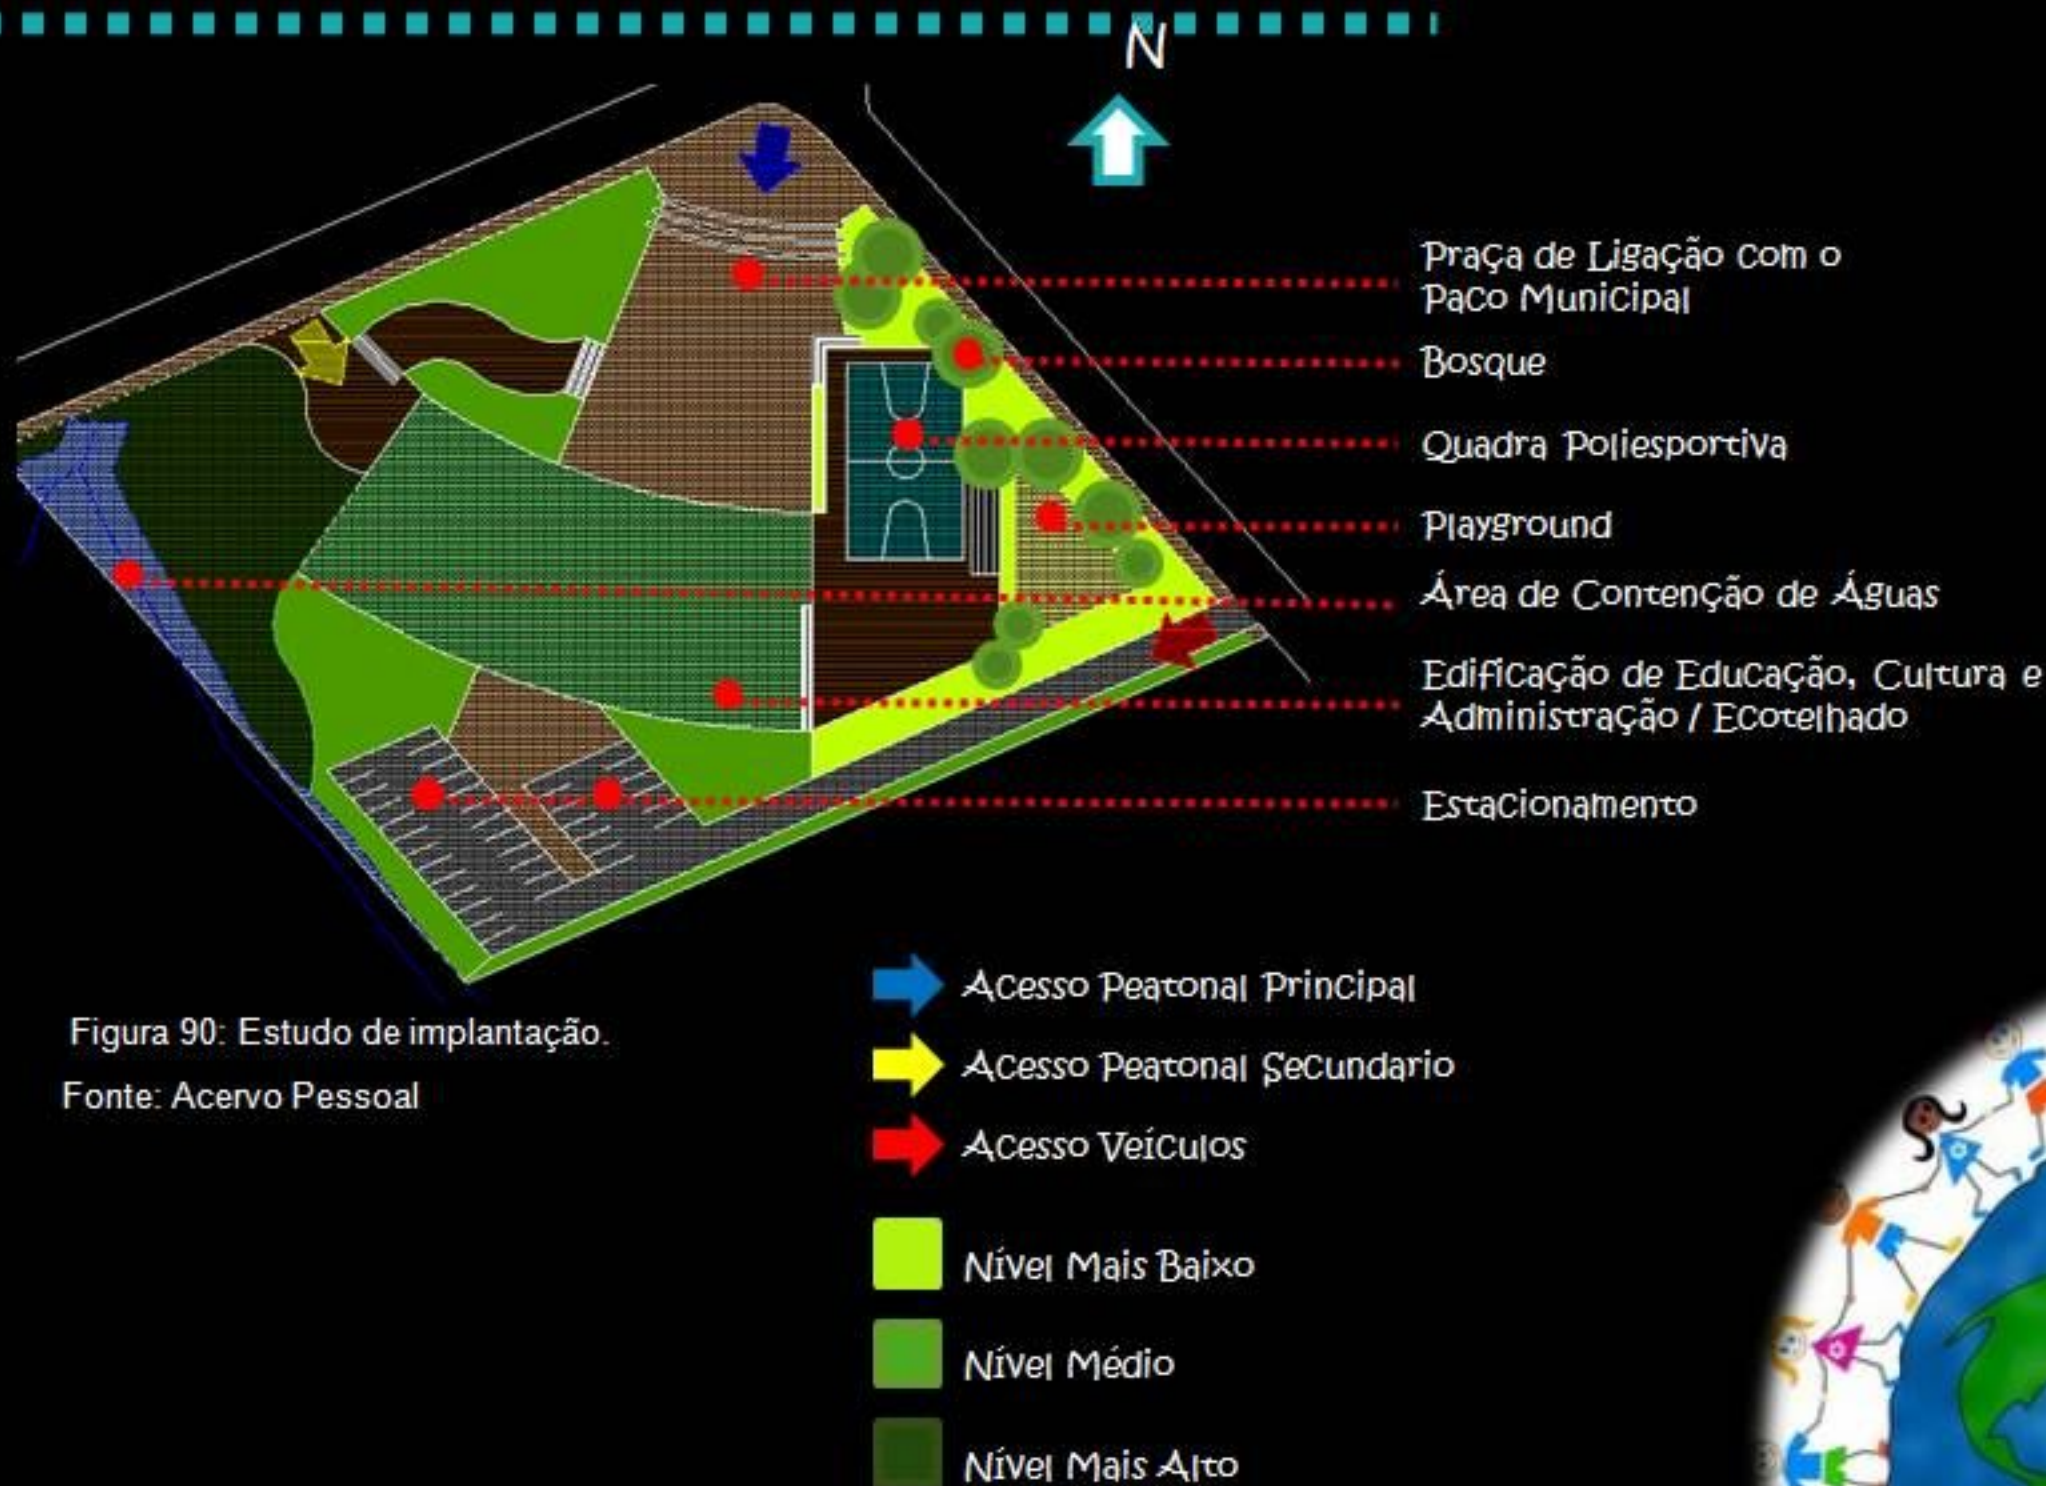 N
Praça de Ligação com o
Paco Municipal
Bosque
Quadra Poliesportiva
Playground
Área de Contenção de Águas
Edificação de Educação, Cultura e
Administração / Ecotelhado
Estacionamento
Figura 90: Estudo de implantação.
Fonte: Acervo Pessoal
Acesso Peatonal Principal
Acesso Peatonal Secundario
Acesso Veículos
Nível Mais Baixo
Nível Médio
Nível Mais Alto